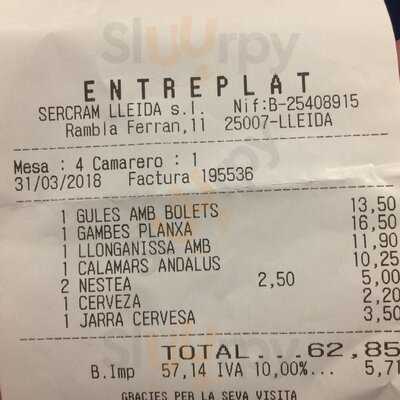 Sluurpy
ENTREPLAT
SERCRAM LLEIDA s.l. Nif:B-25408915
Rambla Ferran,11 25007-LLEIDA
Mesa : 4 Camarero : 1
31/03/2018 Factura 195536
1 GULES AMB BOLETS 13,50
1 GAMBES PLANXA 16,50
1 LLONGANISSA AMB 11,90
1 CALAMARS ANDALUS 10,25
2 NESTEA 2,50 5,00
1 CERVEZA 2,20
1 JARRA CERVESA 3,50
TOTAL...62,85
B.Imp 57,14 IVA 10,00%... 5,71
GRACIES PER LA SEVA VISITA